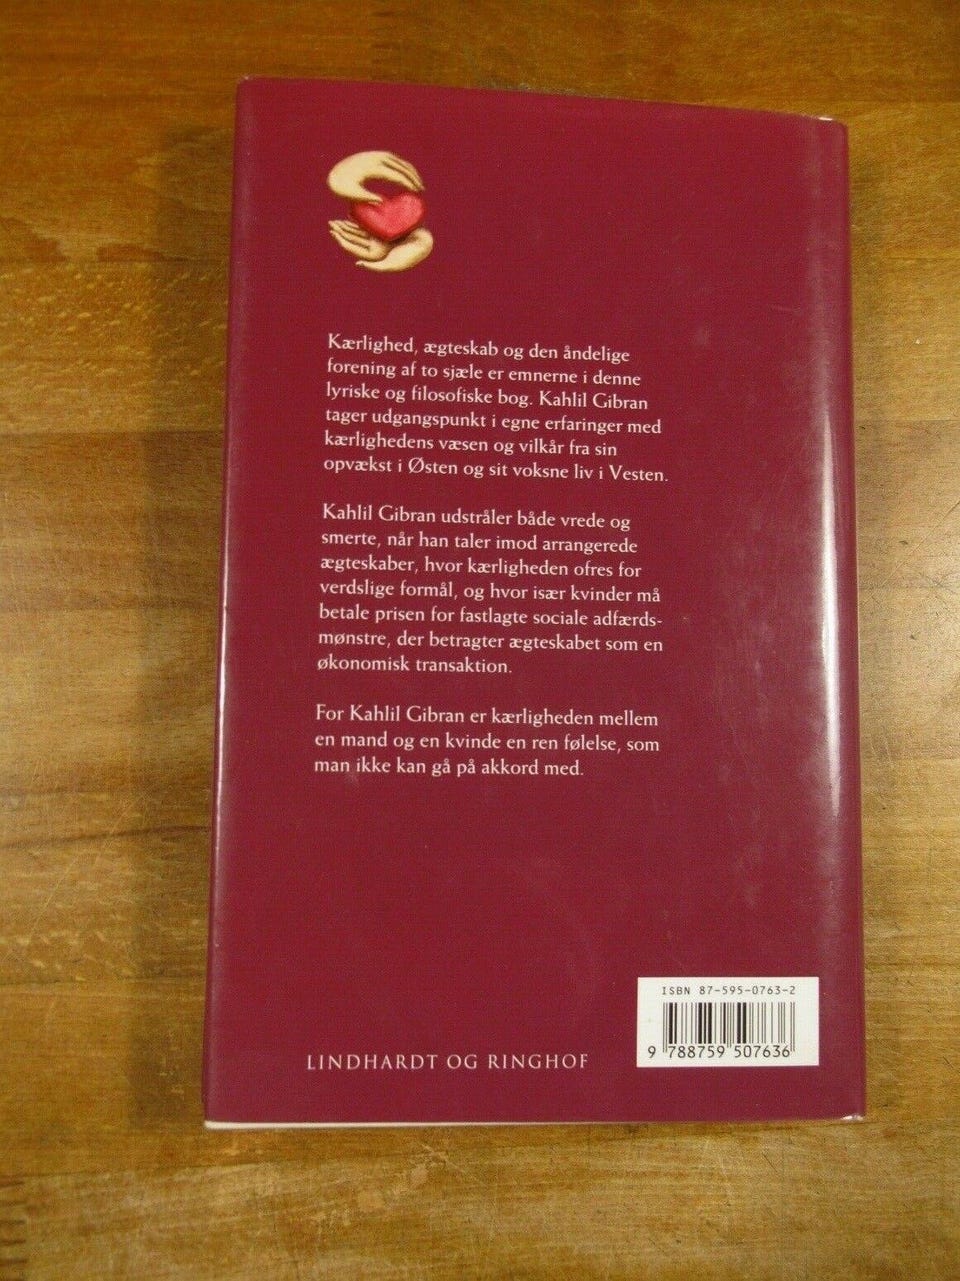 Kærlighed, ægteskab og den åndelige
forening af to sjæle er emnerne i denne
lyriske og filosofiske bog. Kahlil Gibran
tager udgangspunkt i egne erfaringer med
kærlighedens væsen og vilkår fra sin
opvækst i Østen og sit voksne liv i Vesten.
Kahlil Gibran udstråler både vrede og
smerte, når han taler imod arrangerede
ægteskaber, hvor kærligheden ofres for
verdslige formål, og hvor især kvinder må
betale prisen for fastlagte sociale adfærds-
mønstre, der betragter ægteskabet som en
økonomisk transaktion.
For Kahlil Gibran er kærligheden mellem
en mand og en kvinde en ren følelse, som
man ikke kan gå på akkord med.
ISBN 87-595-0763-2
9 788759 507636
LINDHARDT OG RINGHOF